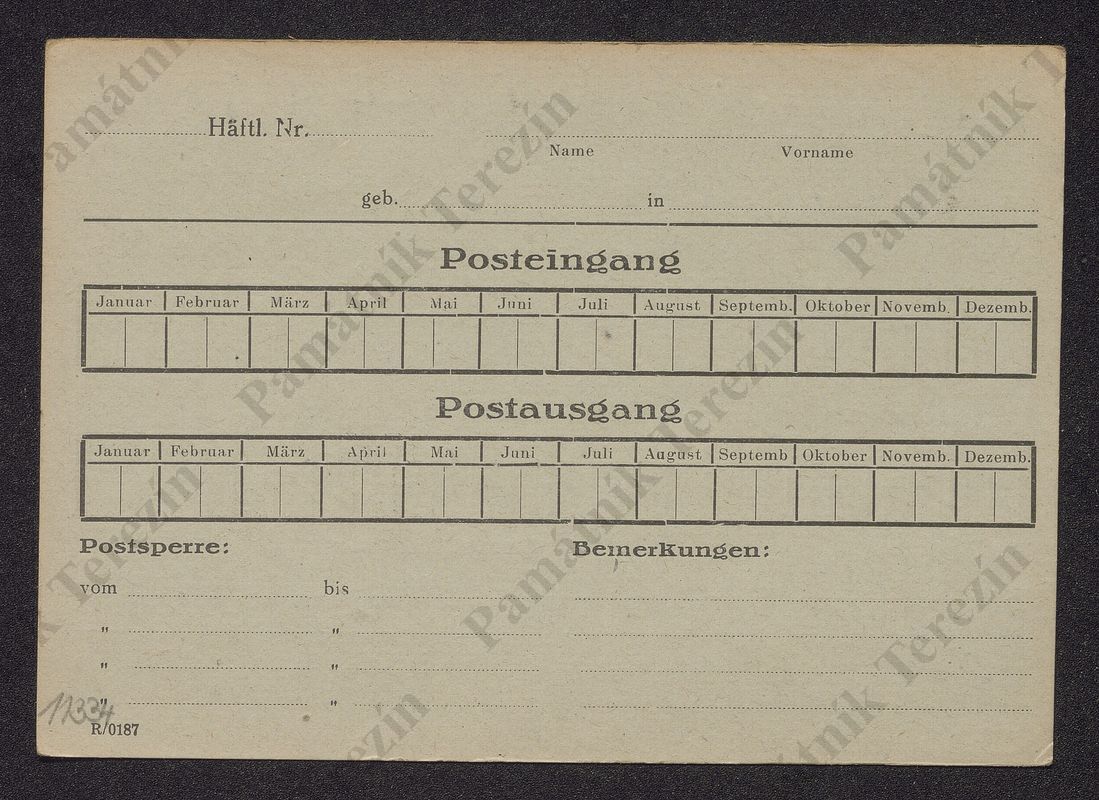 Häftl. Nr.
Name Vorname
geb. in
Posteingang
Januar Februar März April Mai Juni Juli August Septemb. Oktober Novemb. Dezemb.
Postausgang
Januar Februar März April Mai Juni Juli August Septemb Oktober Novemb. Dezemb.
Postsperre: Bemerkungen:
vom bis
" "
" "
" "
11334
R/0187
Památník Terezín